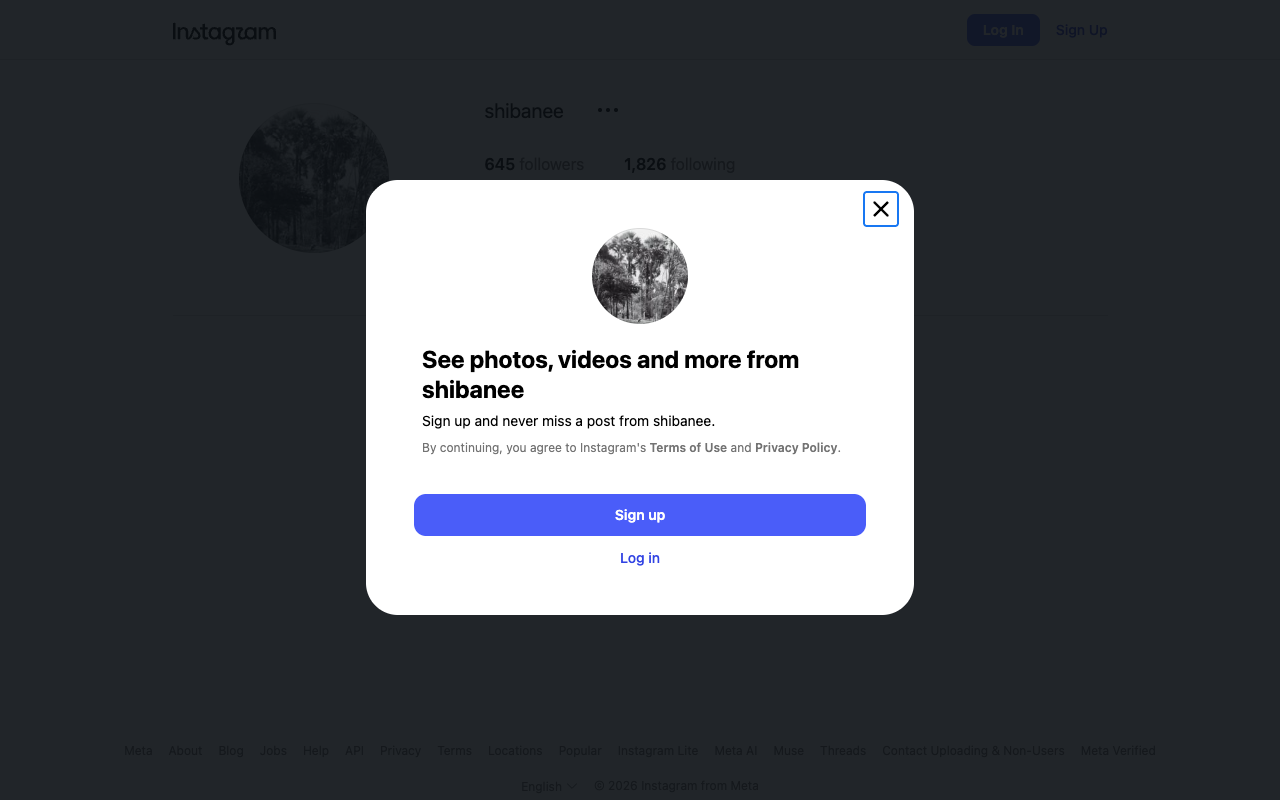 Instagram
Log In
Sign Up
shibanee
645 followers
1,826 following
See photos, videos and more from
shibanee
Sign up and never miss a post from shibanee.
By continuing, you agree to Instagram's Terms of Use and Privacy Policy.
Sign up
Log in
Meta About Blog Jobs Help API Privacy Terms Locations Popular Instagram Lite Meta AI Muse Threads Contact Uploading & Non-Users Meta Verified
English © 2026 Instagram from Meta